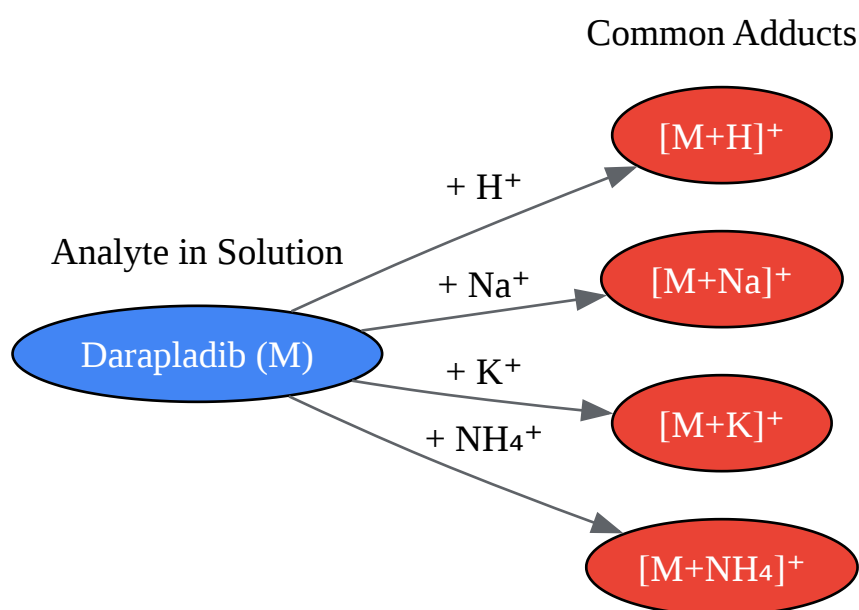 Common Adducts
[M+H]⁺
+ H⁺
Analyte in Solution
+ Na⁺
[M+Na]⁺
Darapladib (M)
+ K⁺
[M+K]⁺
+ NH₄⁺
[M+NH₄]⁺